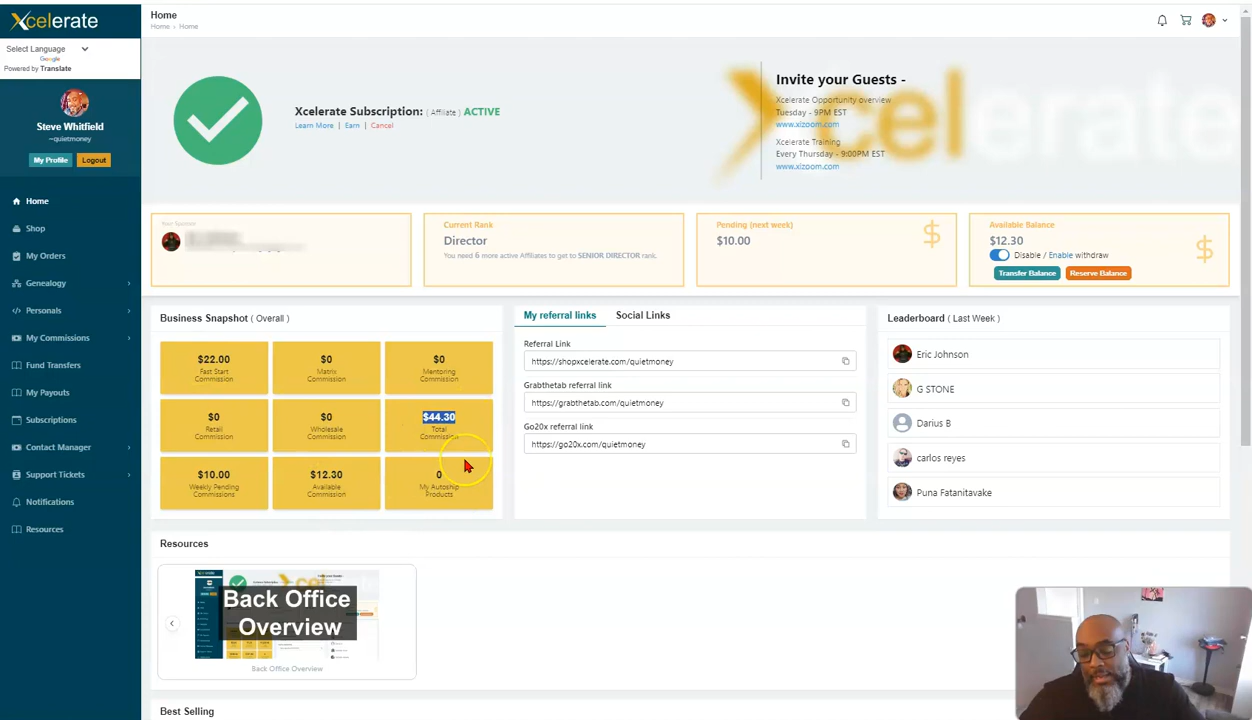 Xcelerate
Home
Home > Home
Select Language
Google
Powered by Translate
Steve Whitfield
~quietmoney
My Profile
Logout
Home
Shop
My Orders
Genealogy
Personals
My Commissions
Fund Transfers
My Payouts
Subscriptions
Contact Manager
Support Tickets
Notifications
Resources
Xcelerate Subscription: ( Affiliate ) ACTIVE
Learn More | Earn | Cancel
Xcelerate
Invite your Guests -
Xcelerate Opportunity overview
Tuesday - 9PM EST
www.xizoom.com
Xcelerate Training
Every Thursday - 9:00PM EST
www.xizoom.com
Your Sponsor
Current Rank
Director
You need 6 more active Affiliates to get to SENIOR DIRECTOR rank.
Pending (next week)
$10.00
$
Available Balance
$12.30
Disable / Enable withdraw
Transfer Balance
Reserve Balance
$
Business Snapshot ( Overall )
$22.00
Fast Start
Commission
$0
Matrix
Commission
$0
Mentoring
Commission
$0
Retail
Commission
$0
Wholesale
Commission
$44.30
Total
Commission
$10.00
Weekly Pending
Commissions
$12.30
Available
Commission
0
My Autoship
Products
My referral links
Social Links
Referral Link
https://shopxcelerate.com/quietmoney
Grabthetab referral link
https://grabthetab.com/quietmoney
Go20x referral link
https://go20x.com/quietmoney
Leaderboard ( Last Week )
Eric Johnson
G STONE
Darius B
carlos reyes
Puna Fatanitavake
Resources
Back Office
Overview
Back Office Overview
Best Selling